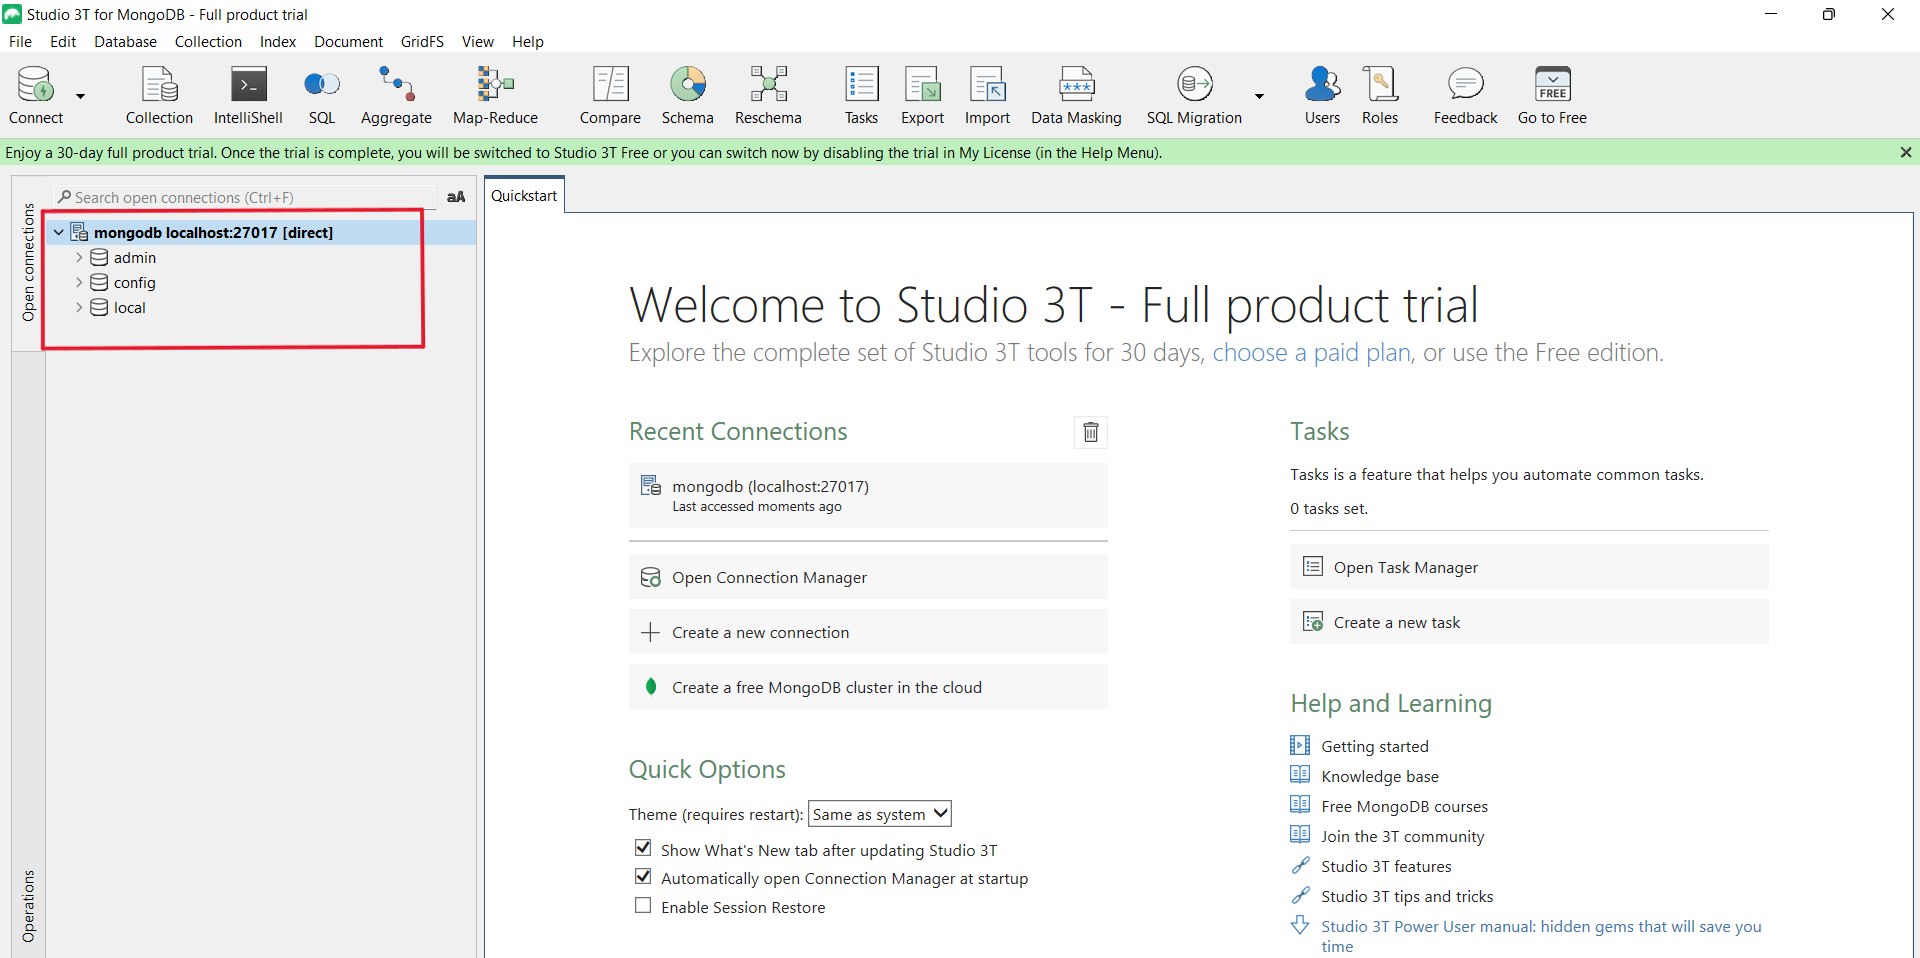 Studio 3T for MongoDB - Full product trial
File Edit Database Collection Index Document GridFS View Help
>_
FREE
Connect Collection IntelliShell SQL Aggregate Map-Reduce Compare Schema Reschema Tasks Export Import Data Masking SQL Migration Users Roles Feedback Go to Free
Enjoy a 30-day full product trial. Once the trial is complete, you will be switched to Studio 3T Free or you can switch now by disabling the trial in My License (in the Help Menu).
Open connections
Operations
Search open connections (Ctrl+F)
aA
mongodb localhost:27017 [direct]
admin
config
local
Quickstart
Welcome to Studio 3T - Full product trial
Explore the complete set of Studio 3T tools for 30 days, choose a paid plan, or use the Free edition.
Recent Connections
mongodb (localhost:27017)
Last accessed moments ago
Open Connection Manager
Create a new connection
Create a free MongoDB cluster in the cloud
Quick Options
Theme (requires restart): Same as system
Show What's New tab after updating Studio 3T
Automatically open Connection Manager at startup
Enable Session Restore
Tasks
Tasks is a feature that helps you automate common tasks.
0 tasks set.
Open Task Manager
Create a new task
Help and Learning
Getting started
Knowledge base
Free MongoDB courses
Join the 3T community
Studio 3T features
Studio 3T tips and tricks
Studio 3T Power User manual: hidden gems that will save you
time